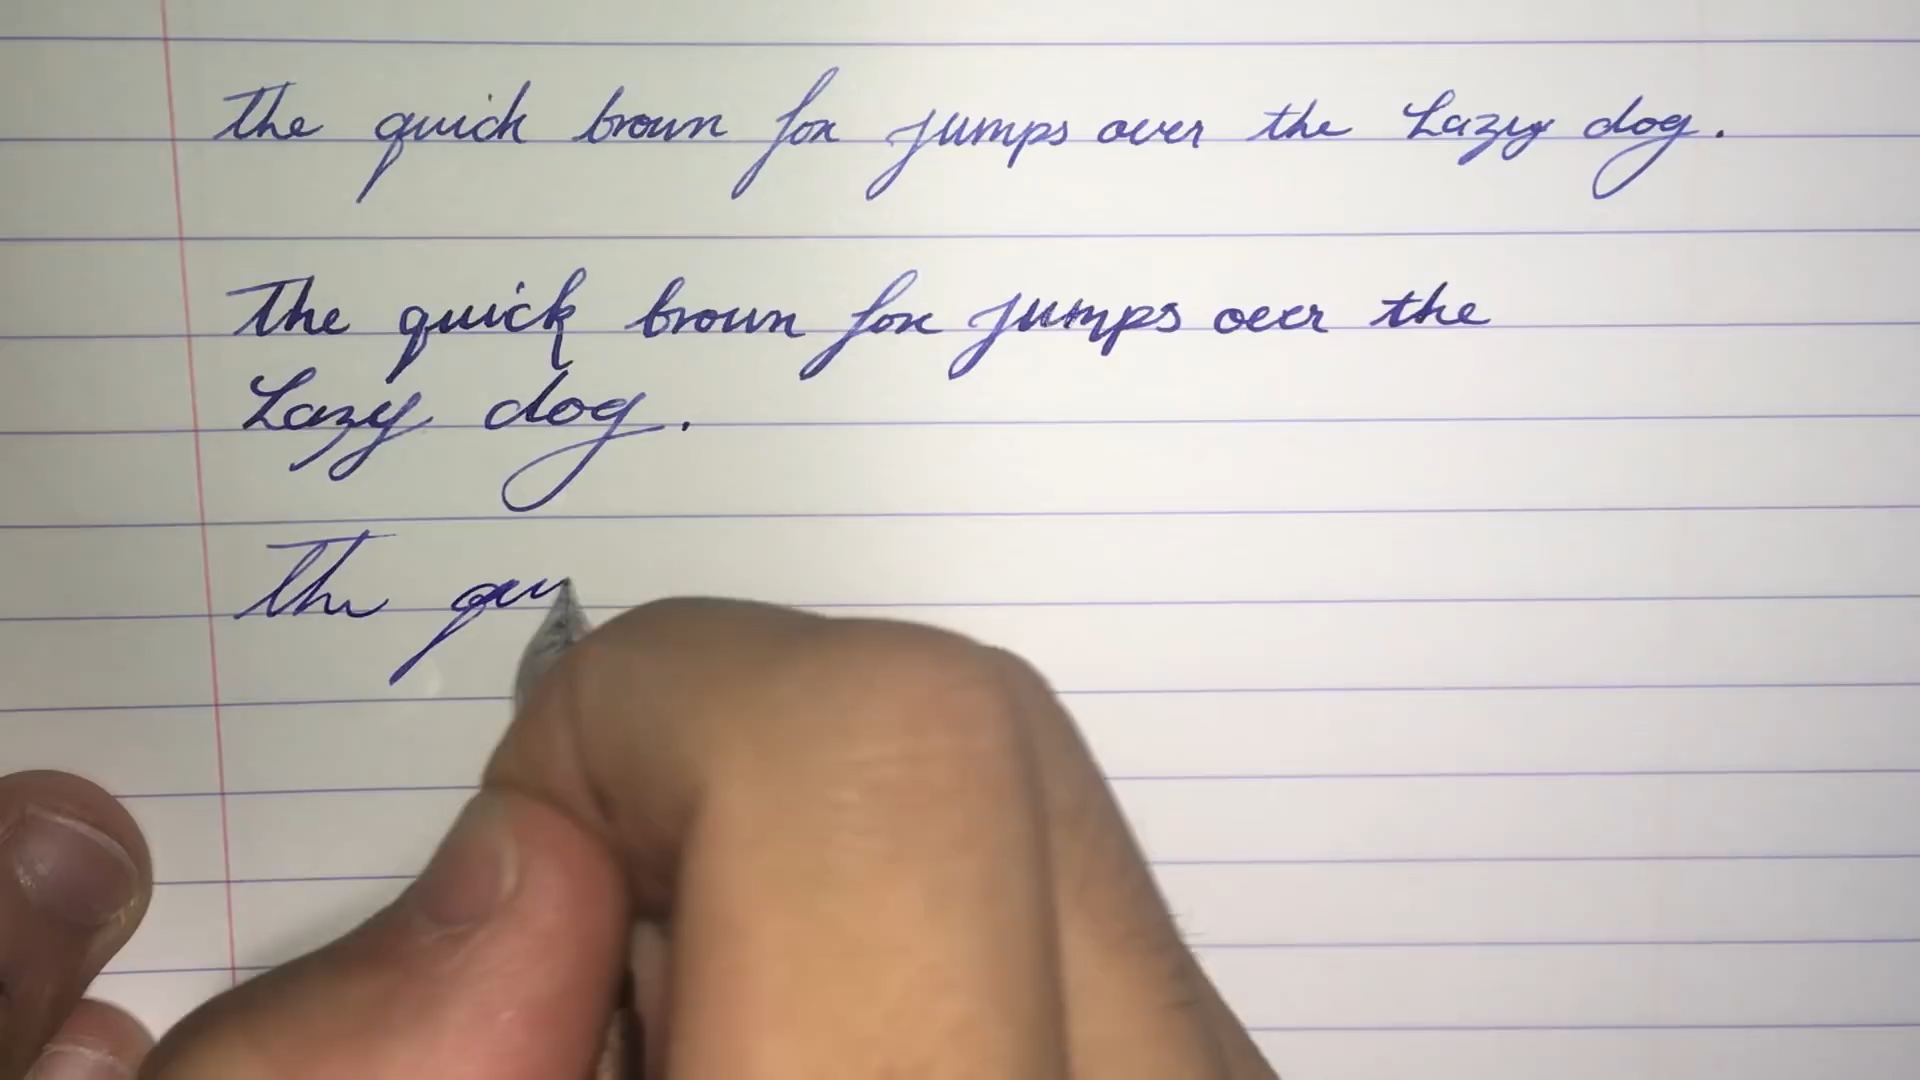 The quick brown fox jumps over the Lazy dog.
The quick brown fox jumps over the
Lazy dog.
The qu